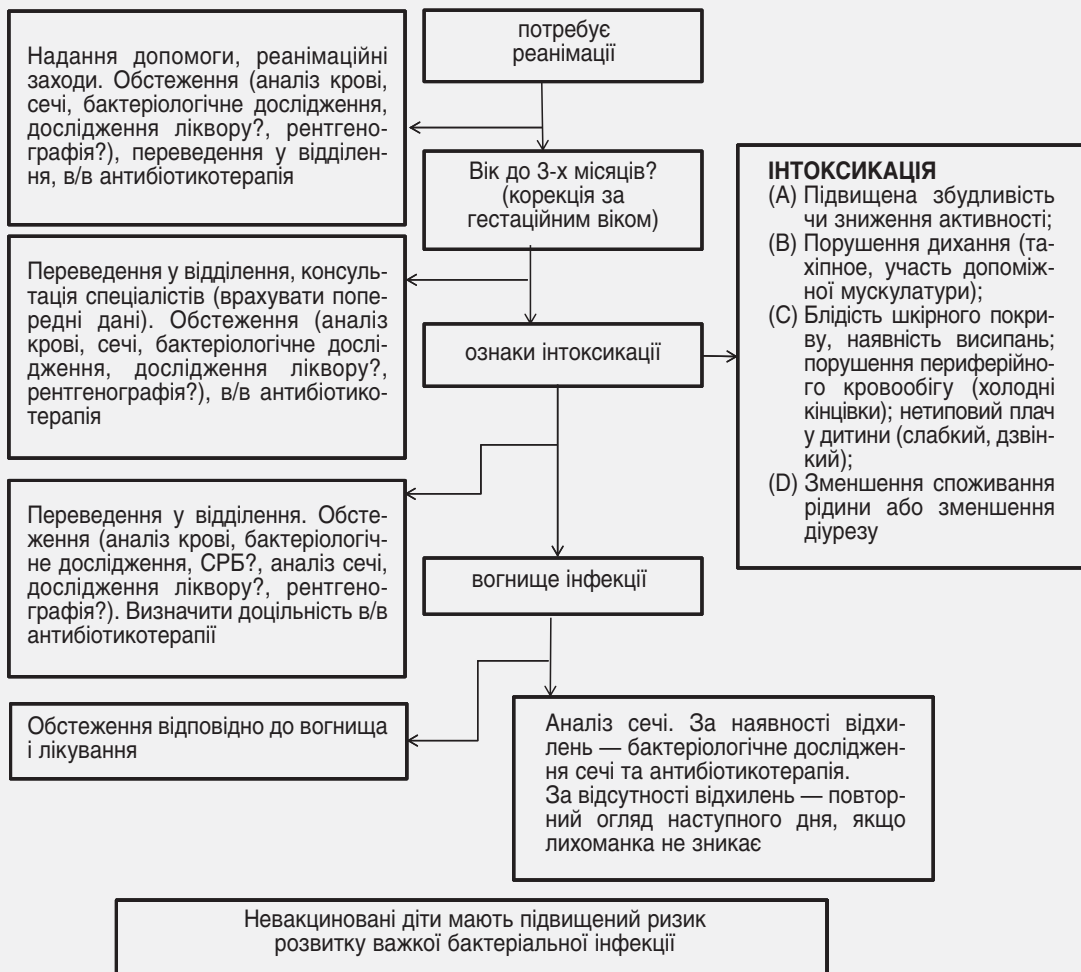 потребує
реанімації
Надання допомоги, реанімаційні
заходи. Обстеження (аналіз крові,
сечі, бактеріологічне дослідження,
дослідження ліквору?, рентгено-
графія?), переведення у відділен-
ня, в/в антибіотикотерапія
Вік до 3-х місяців?
(корекція за
гестаційним віком)
Переведення у відділення, консуль-
тація спеціалістів (врахувати попе-
редні дані). Обстеження (аналіз
крові, сечі, бактеріологічне дослі-
дження, дослідження ліквору?,
рентгенографія?), в/в антибіотико-
терапія
ознаки інтоксикації
ІНТОКСИКАЦІЯ
(A) Підвищена збудливість
чи зниження активності;
(B) Порушення дихання (та-
хіпное, участь допоміж-
ної мускулатури);
(C) Блідість шкірного покри-
ву, наявність висипань;
порушення периферійно-
го кровообігу (холодні
кінцівки); нетиповий плач
у дитини (слабкий, дзвін-
кий);
(D) Зменшення споживання
рідини або зменшення
діурезу
Переведення у відділення. Обсте-
ження (аналіз крові, бактеріологіч-
не дослідження, СРБ?, аналіз сечі,
дослідження ліквору?, рентгено-
графія?). Визначити доцільність в/в
антибіотикотерапії
вогнище інфекції
Обстеження відповідно до вогнища
і лікування
Аналіз сечі. За наявності відхи-
лень — бактеріологічне дослідження-
ня сечі та антибіотикотерапія.
За відсутності відхилень — повтор-
ний огляд наступного дня, якщо
лихоманка не зникає
Невакциновані діти мають підвищений ризик
розвитку важкої бактеріальної інфекції